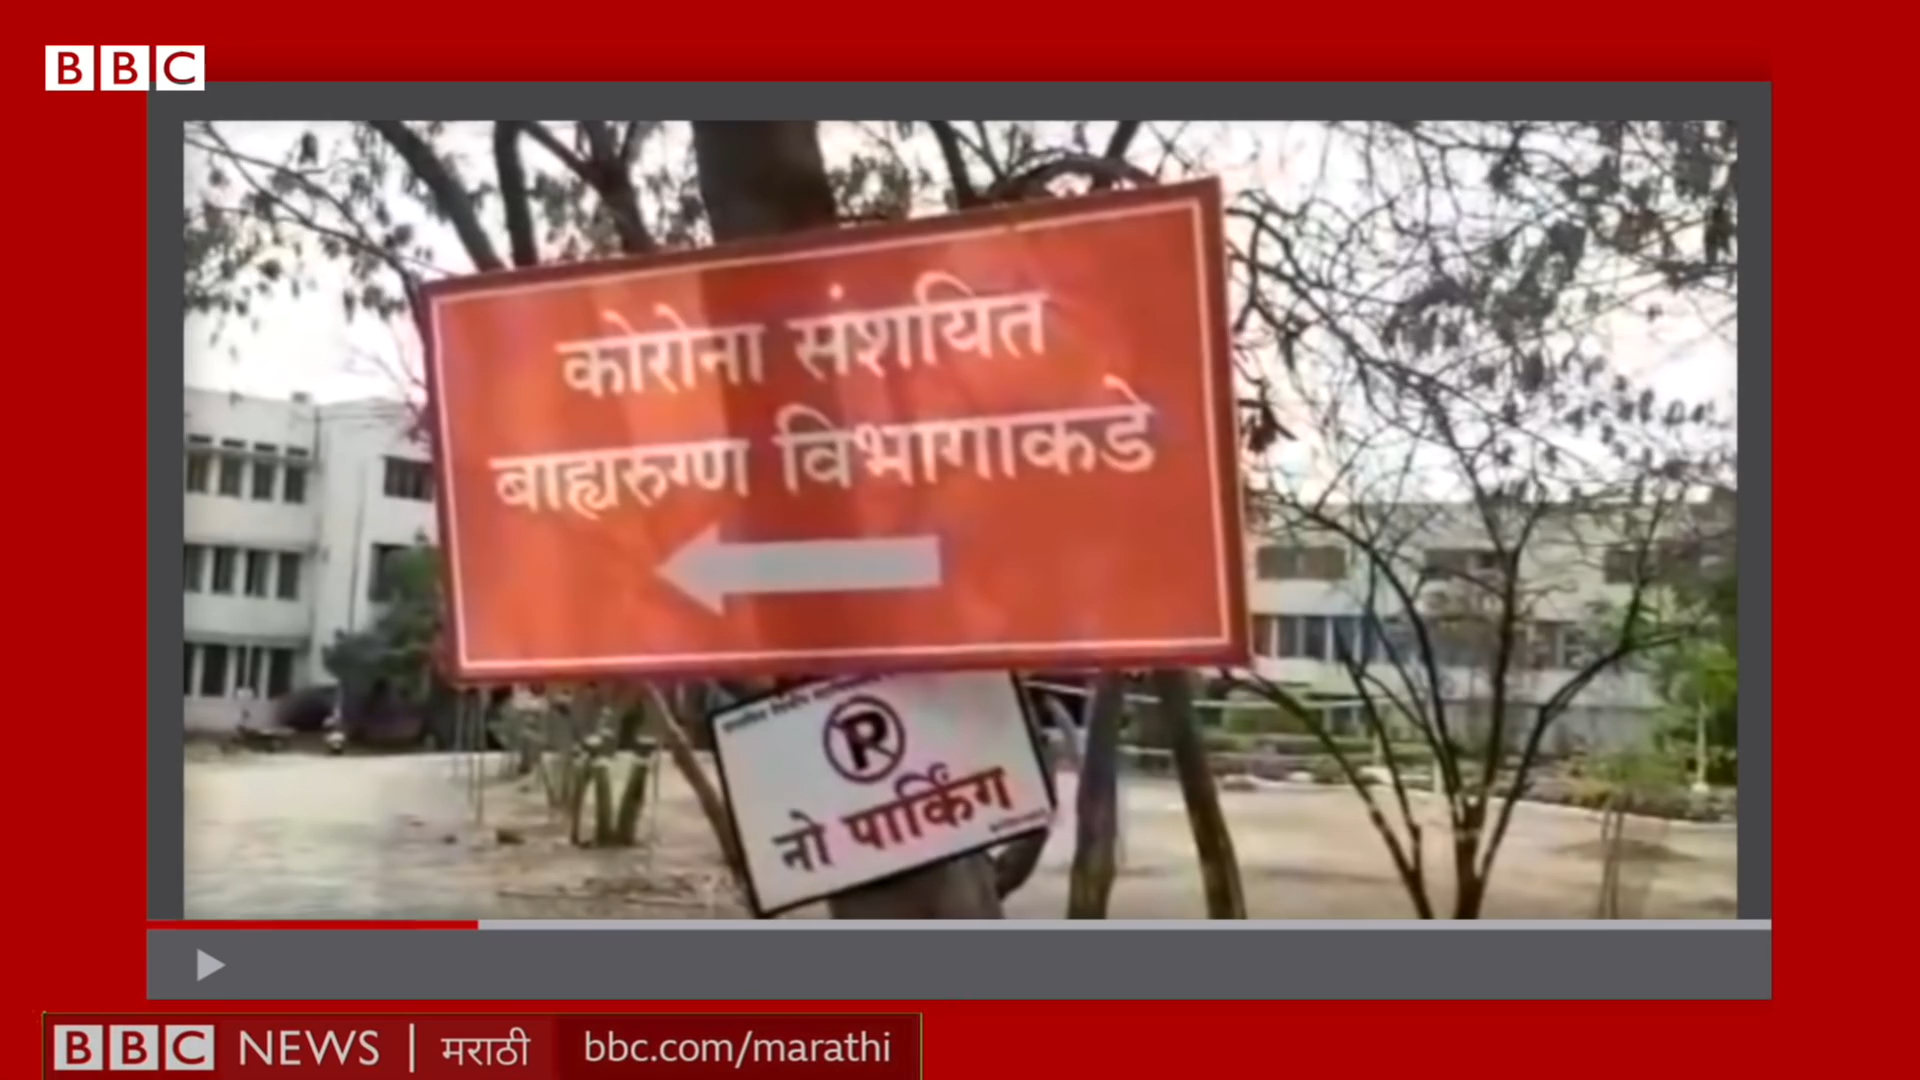 BBC
कोरोना संशयित
बाह्यरुग्ण विभागाकडे
P
नो पार्किंग
BBC NEWS | मराठी bbc.com/marathi